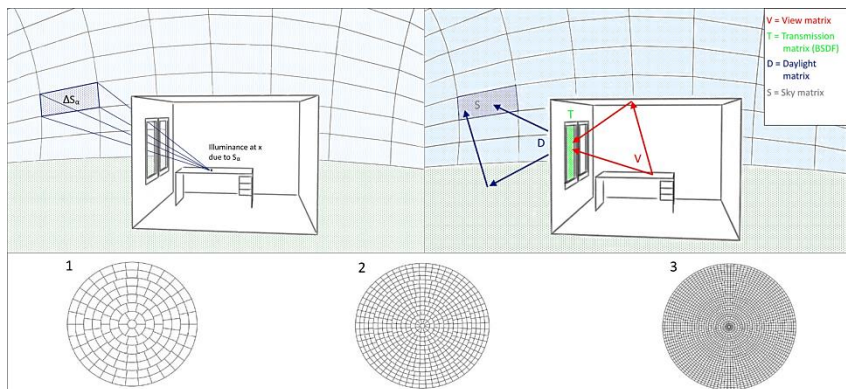 ΔSα
Illuminance at x
due to Sα
S
D
T
V
V = View matrix
T = Transmission
matrix (BSDF)
D = Daylight
matrix
S = Sky matrix
1
2
3